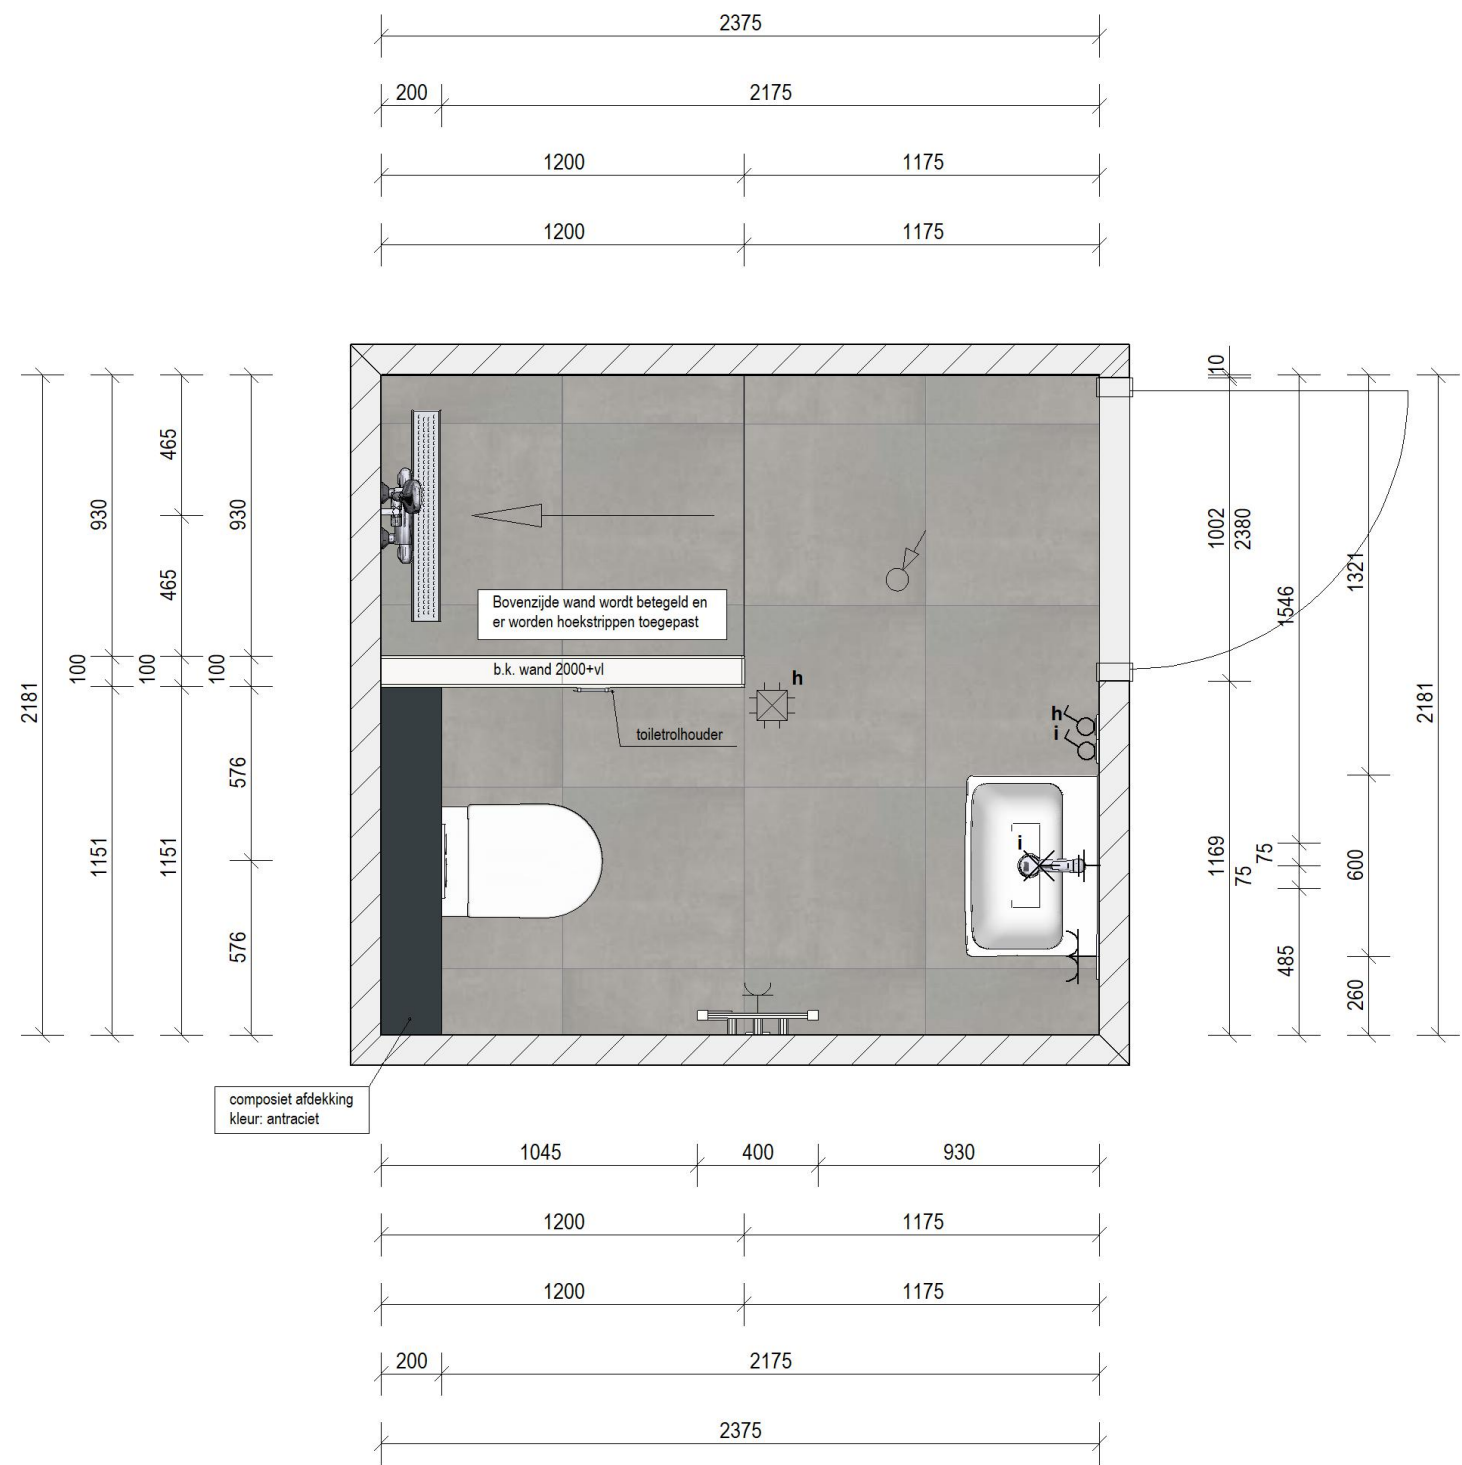 2375
200 2175
1200 1175
1200 1175
10
465
930 930
1002
2380
1321
465
1546
Bovenzijde wand wordt betegeld en
er worden hoekstrippen toegepast
100 100 100
b.k. wand 2000+vl
h
2181
2181
h
i
toiletrolhouder
576
i
1151 1151
1169
75
75
600
576
485
260
composiet afdekking
kleur: antraciet
1045 400 930
1200 1175
1200 1175
200 2175
2375